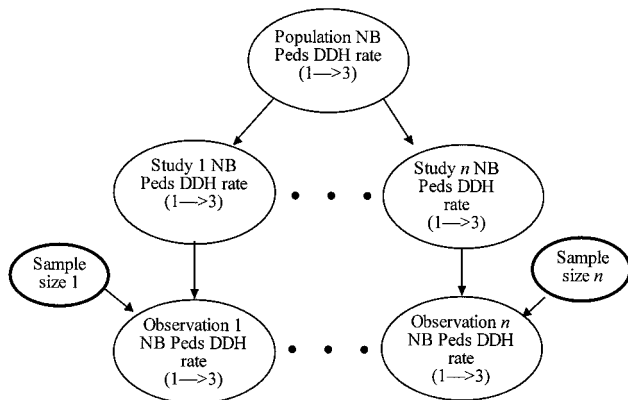 Population NB
Peds DDH rate
(1—>3)
Study 1 NB
Peds DDH rate
(1—>3)
Study n NB
Peds DDH
rate
(1—>3)
Sample
size 1
Sample
size n
Observation 1
NB Peds DDH
rate
(1—>3)
Observation n
NB Peds DDH
rate
(1—>3)